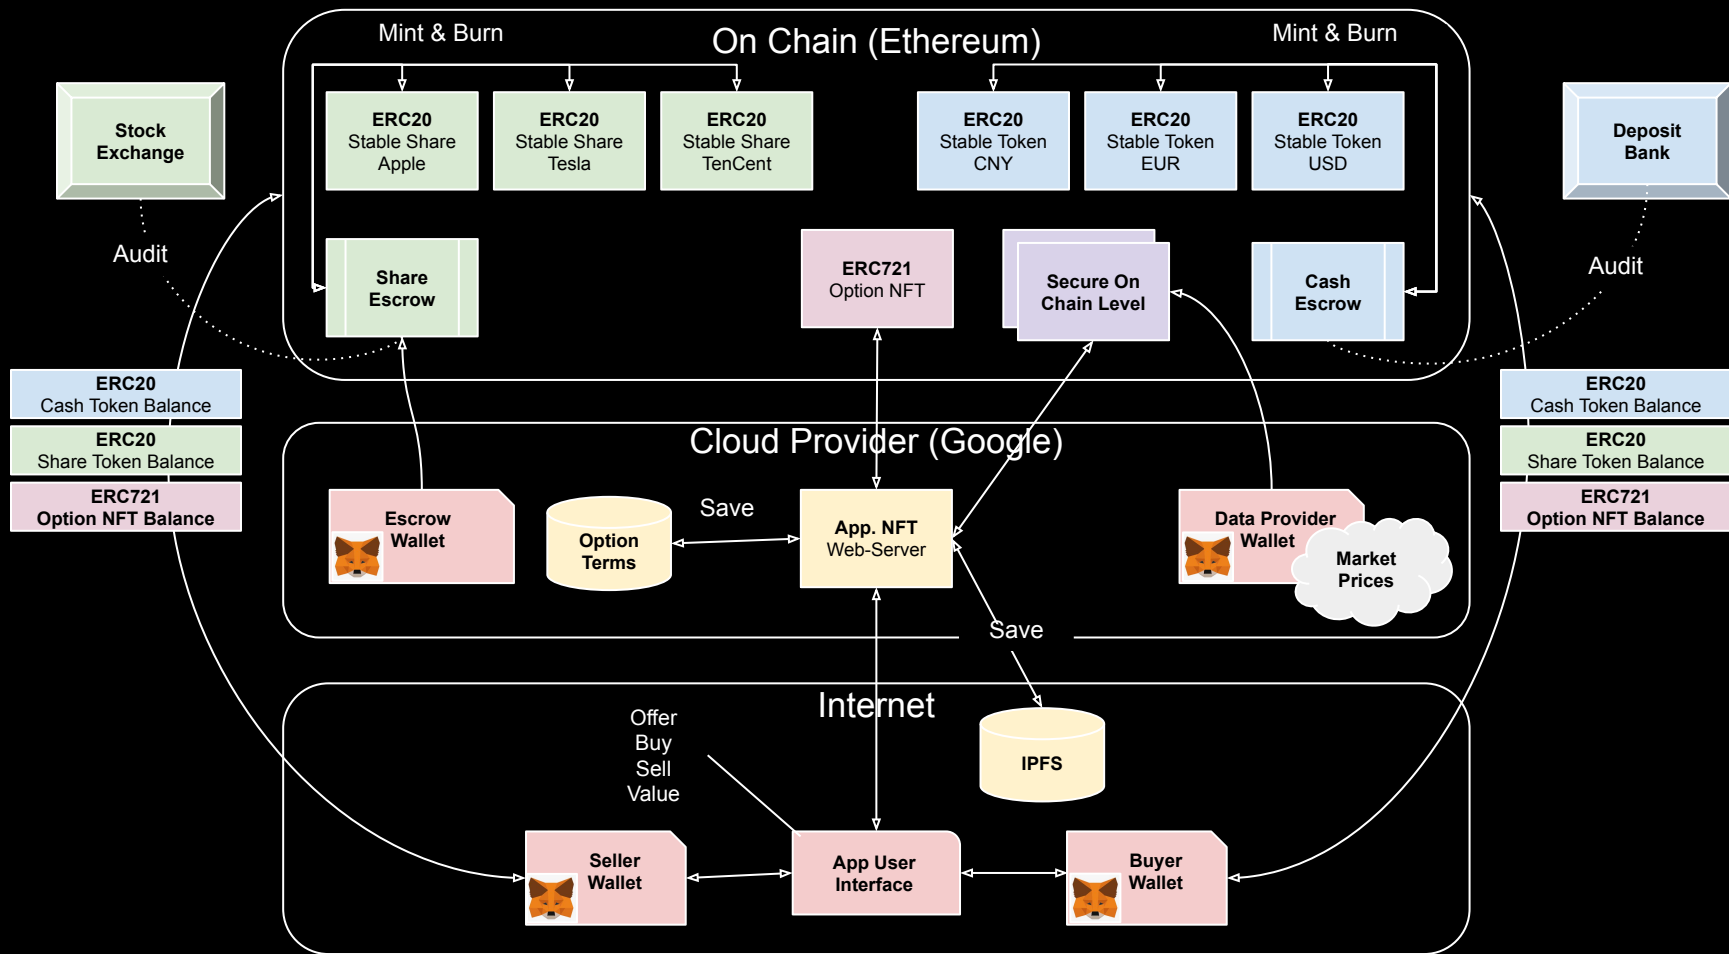 Mint & Burn
On Chain (Ethereum)
Mint & Burn
Stock
Exchange
ERC20
Stable Share
Apple
ERC20
Stable Share
Tesla
ERC20
Stable Share
TenCent
ERC20
Stable Token
CNY
ERC20
Stable Token
EUR
ERC20
Stable Token
USD
Deposit
Bank
Audit
Share
Escrow
ERC721
Option NFT
Secure On
Chain Level
Cash
Escrow
Audit
ERC20
Cash Token Balance
ERC20
Share Token Balance
ERC721
Option NFT Balance
ERC20
Cash Token Balance
ERC20
Share Token Balance
ERC721
Option NFT Balance
Cloud Provider (Google)
Escrow
Wallet
Option
Terms
Save
App. NFT
Web-Server
Data Provider
Wallet
Market
Prices
Save
Internet
Offer
Buy
Sell
Value
IPFS
Seller
Wallet
App User
Interface
Buyer
Wallet